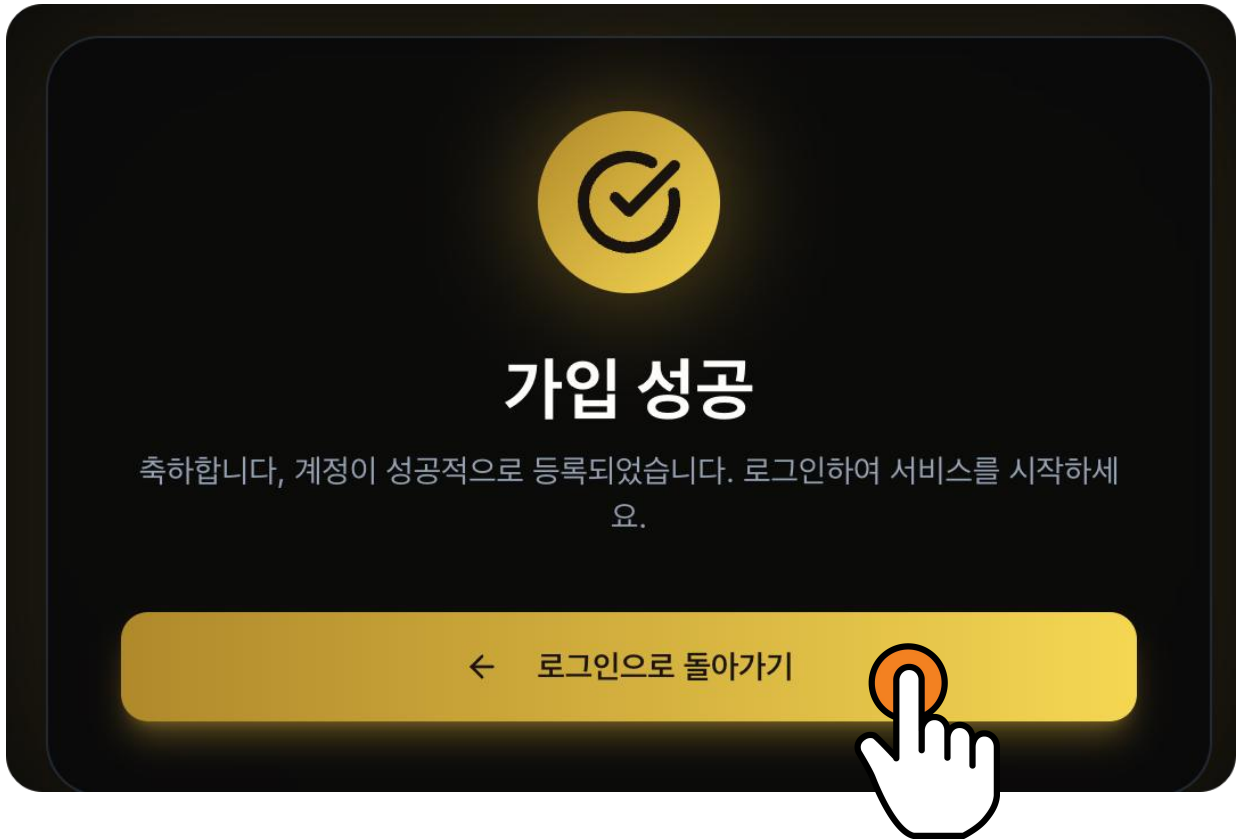 가입 성공
축하합니다, 계정이 성공적으로 등록되었습니다. 로그인하여 서비스를 시작하세
요.
← 로그인으로 돌아가기